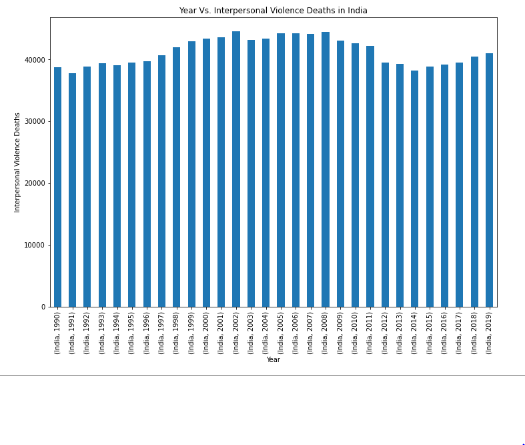 Year Vs. Interpersonal Violence Deaths in India
Interpersonal Violence Deaths
40000
30000
20000
10000
0
(India, 1990)
(India, 1991)
(India, 1992)
(India, 1993)
(India, 1994)
(India, 1995)
(India, 1996)
(India, 1997)
(India, 1998)
(India, 1999)
(India, 2000)
(India, 2001)
(India, 2002)
(India, 2003)
(India, 2004)
(India, 2005)
(India, 2006)
(India, 2007)
(India, 2008)
(India, 2009)
(India, 2010)
(India, 2011)
(India, 2012)
(India, 2013)
(India, 2014)
(India, 2015)
(India, 2016)
(India, 2017)
(India, 2018)
(India, 2019)
Year